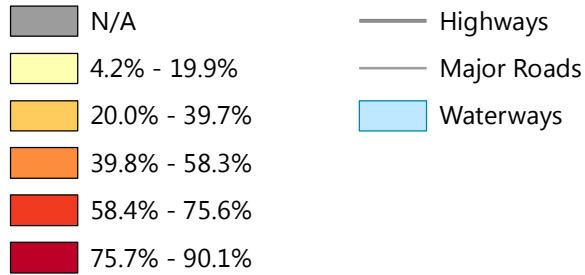 N/A
4.2% - 19.9%
20.0% - 39.7%
39.8% - 58.3%
58.4% - 75.6%
75.7% - 90.1%
Highways
Major Roads
Waterways